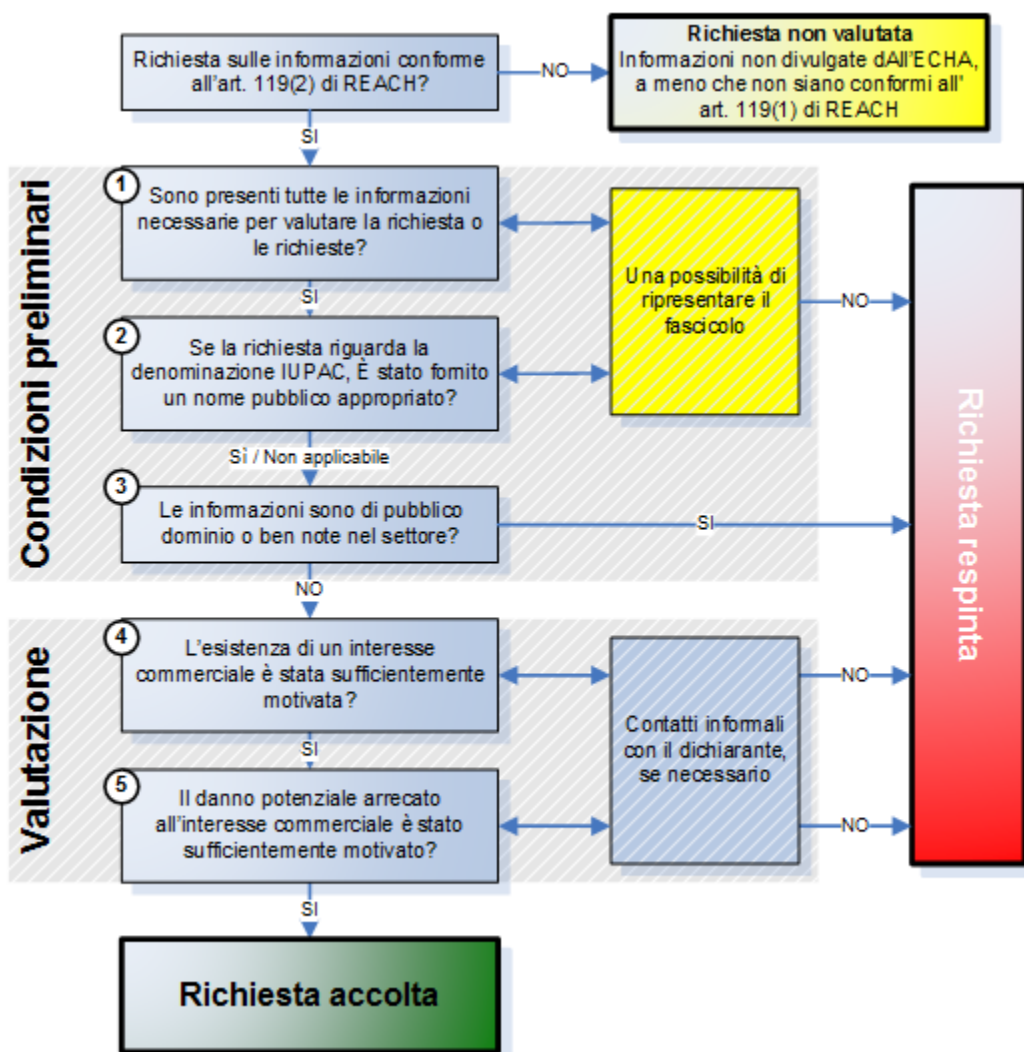 Richiesta sulle informazioni conforme
all'art. 119(2) di REACH?
NO
Richiesta non valutata
Informazioni non divulgate dAll'ECHA,
a meno che non siano conformi all'
art. 119(1) di REACH
SI
Condizioni preliminari
1
Sono presenti tutte le informazioni
necessarie per valutare la richiesta o
le richieste?
SI
2
Se la richiesta riguarda la
denominazione IUPAC, È stato fornito
un nome pubblico appropriato?
Una possibilità di
ripresentare il
fascicolo
NO
Sì / Non applicabile
3
Le informazioni sono di pubblico
dominio o ben note nel settore?
SI
Richiesta respinta
NO
Valutazione
4
L'esistenza di un interesse
commerciale è stata sufficientemente
motivata?
SI
5
Il danno potenziale arrecato
all'interesse commerciale è stato
sufficientemente motivato?
Contatti informali
con il dichiarante,
se necessario
NO
NO
SI
Richiesta accolta